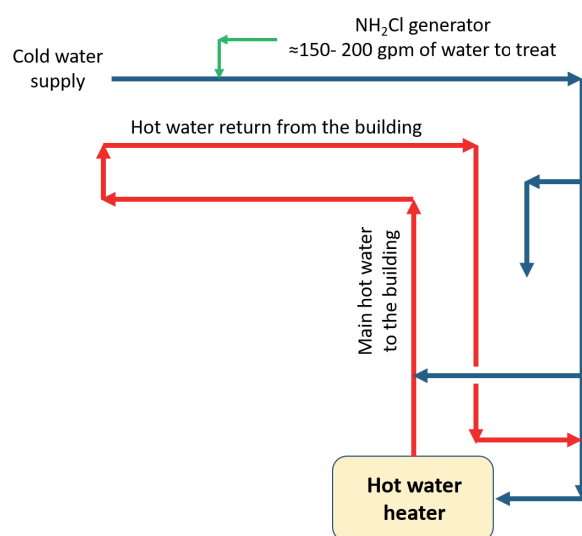 NH₂Cl generator
≈150- 200 gpm of water to treat
Cold water
supply
Hot water return from the building
Main hot water
to the building
Hot water
heater